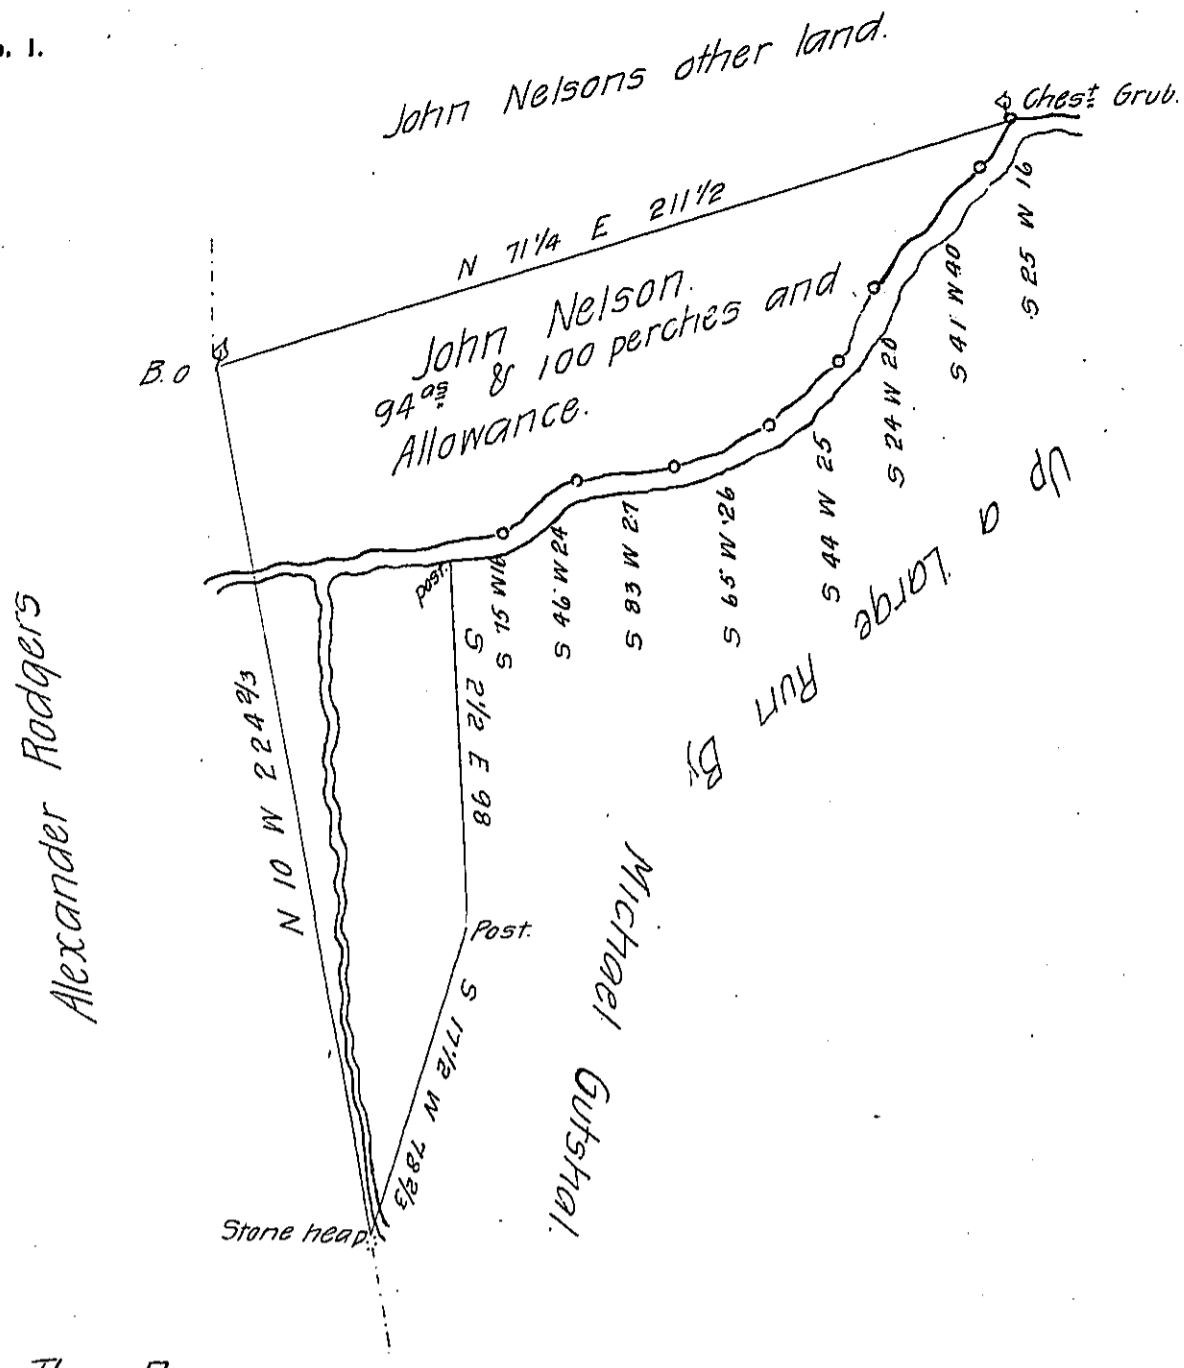 John Nelsons other land.
Chest. Grub.
N 71 1/4 E 211 1/2
B. O
John Nelson.
94 as. & 100 perches and
Allowance.
S 25 W 16
S 41 W 40
S 24 W 20
S 44 W 25
S 65 W 26
S 83 W 27
S 46 W 24
S 75 W
post.
Up a Large Run By
S 2 1/2 E 98
N 10 W 224 2/3
Alexander Rodgers
Post.
S 17 1/2 W 78 2/3
Michael Gutshal.
Stone heap.